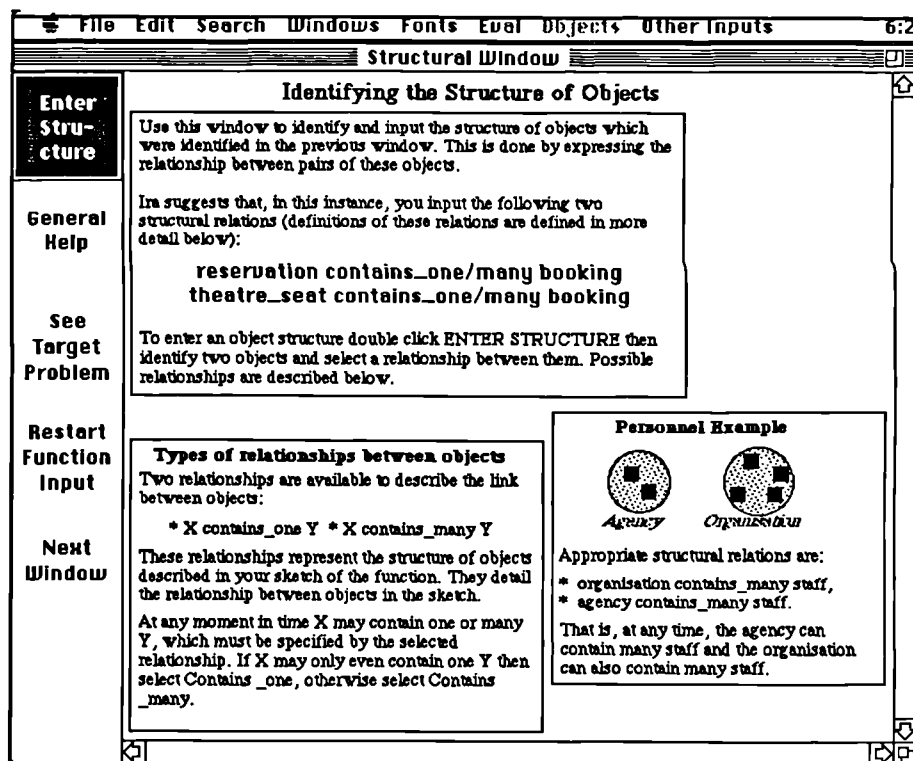 File Edit Search Windows Fonts Eval Objects Other Inputs 6:2
Structural Window
Enter
Stru-
cture
General
Help
See
Target
Problem
Restart
Function
Input
Next
Window
Identifying the Structure of Objects
Use this window to identify and input the structure of objects which
were identified in the previous window. This is done by expressing the
relationship between pairs of these objects.
Ira suggests that, in this instance, you input the following two
structural relations (definitions of these relations are defined in more
detail below):
reservation contains_one/many booking
theatre_seat contains_one/many booking
To enter an object structure double click ENTER STRUCTURE then
identify two objects and select a relationship between them. Possible
relationships are described below.
Types of relationships between objects
Two relationships are available to describe the link
between objects:
* X contains_one Y * X contains_many Y
These relationships represent the structure of objects
described in your sketch of the function. They detail
the relationship between objects in the sketch.
At any moment in time X may contain one or many
Y, which must be specified by the selected
relationship. If X may only even contain one Y then
select Contains _one, otherwise select Contains
_many.
Personnel Example
Agency Organisation
Appropriate structural relations are:
* organisation contains_many staff,
* agency contains_many staff.
That is, at any time, the agency can
contain many staff and the organisation
can also contain many staff.